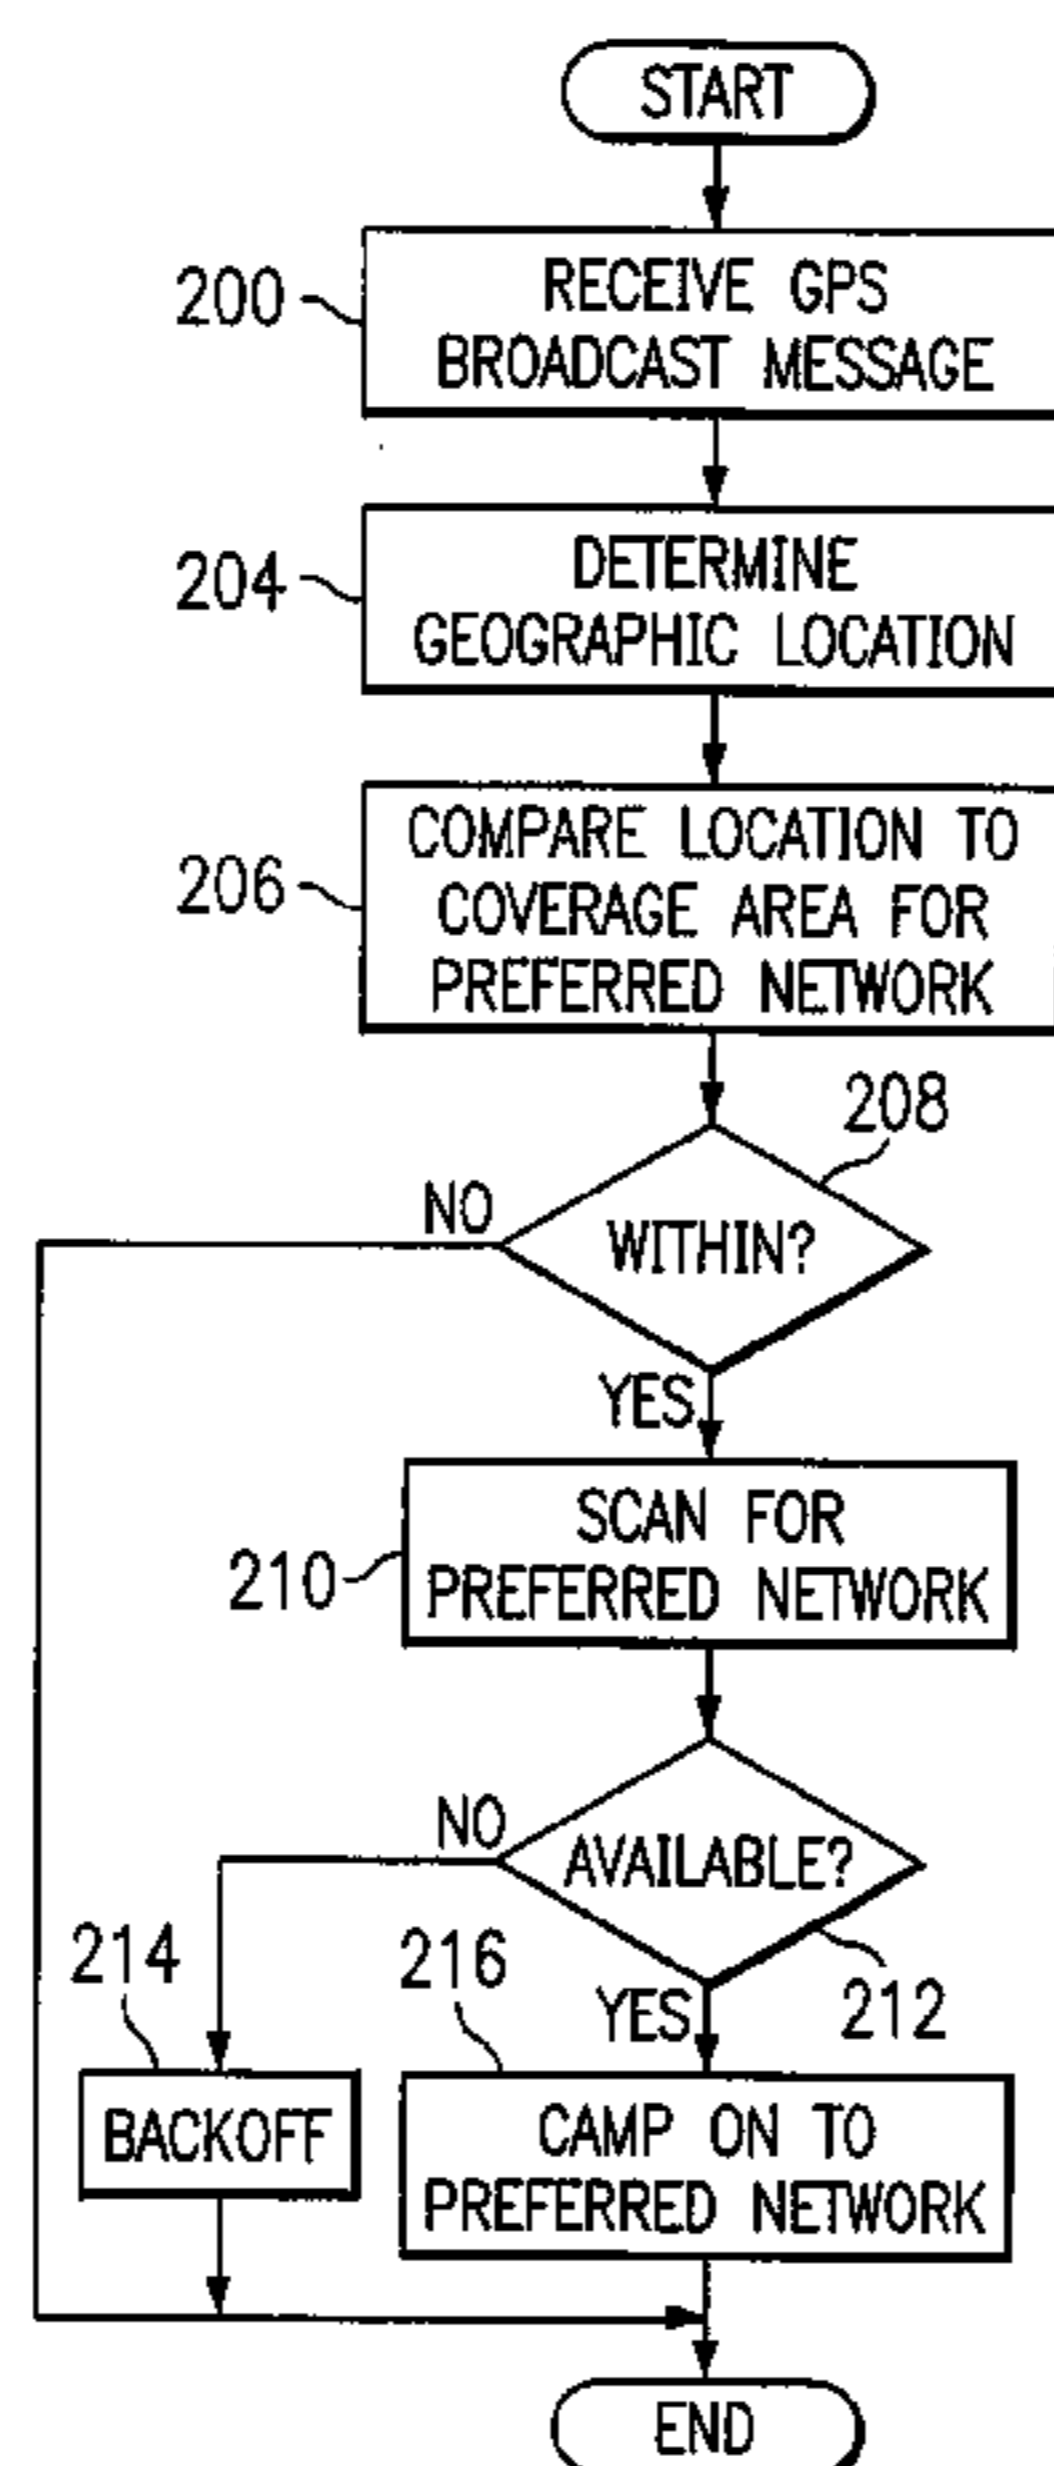 START
200
RECEIVE GPS
BROADCAST MESSAGE
204
DETERMINE
GEOGRAPHIC LOCATION
206
COMPARE LOCATION TO
COVERAGE AREA FOR
PREFERRED NETWORK
208
NO
WITHIN?
YES
SCAN FOR
PREFERRED NETWORK
210
NO
AVAILABLE?
214
216
YES
212
BACKOFF
CAMP ON TO
PREFERRED NETWORK
END